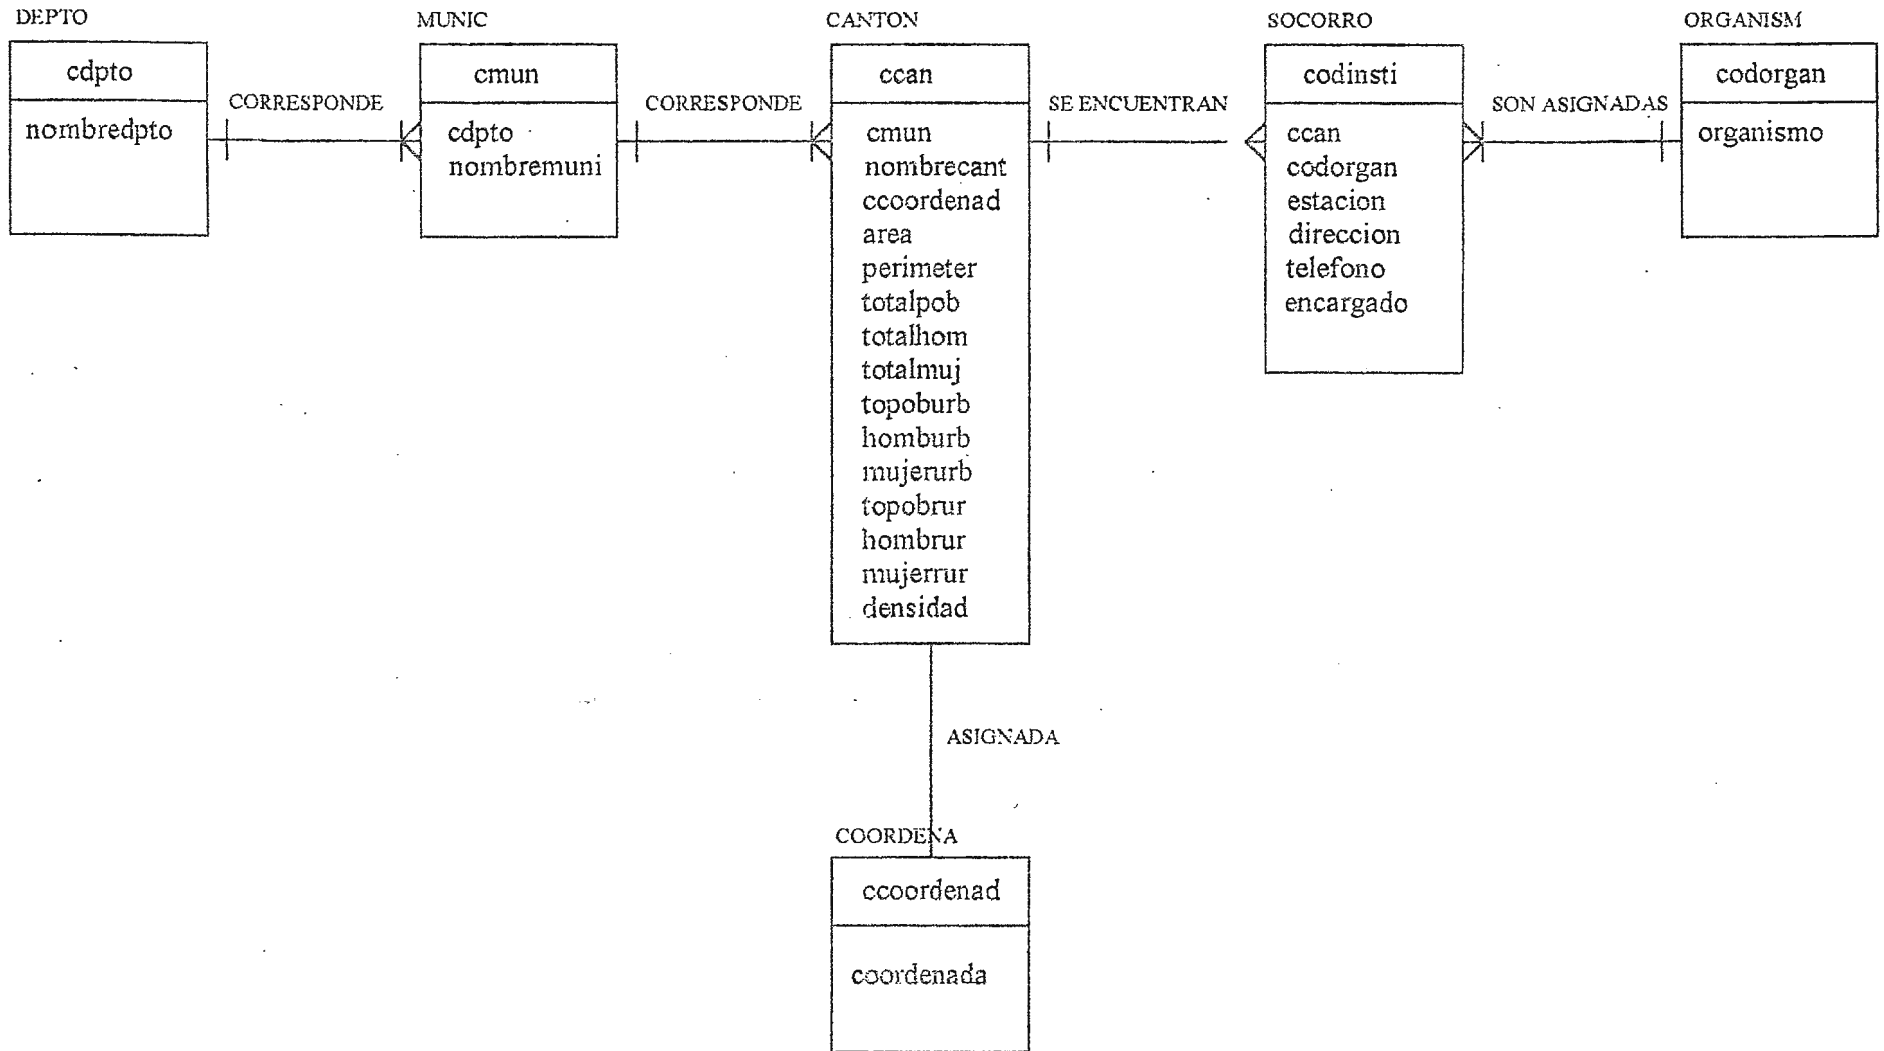 DEPTO
cdpto
nombredpto
CORRESPONDE
MUNIC
cmun
cdpto
nombremuni
CORRESPONDE
CANTON
ccan
cmun
nombrecant
ccoordenad
area
perimeter
totalpob
totalhom
totalmuj
topoburb
homburb
mujerurb
topobrur
hombrur
mujerrur
densidad
SE ENCUENTRAN
SOCORRO
codinsti
ccan
codorgan
estacion
direccion
telefono
encargado
SON ASIGNADAS
ORGANISM
codorgan
organismo
ASIGNADA
COORDENA
ccoordenad
coordenada